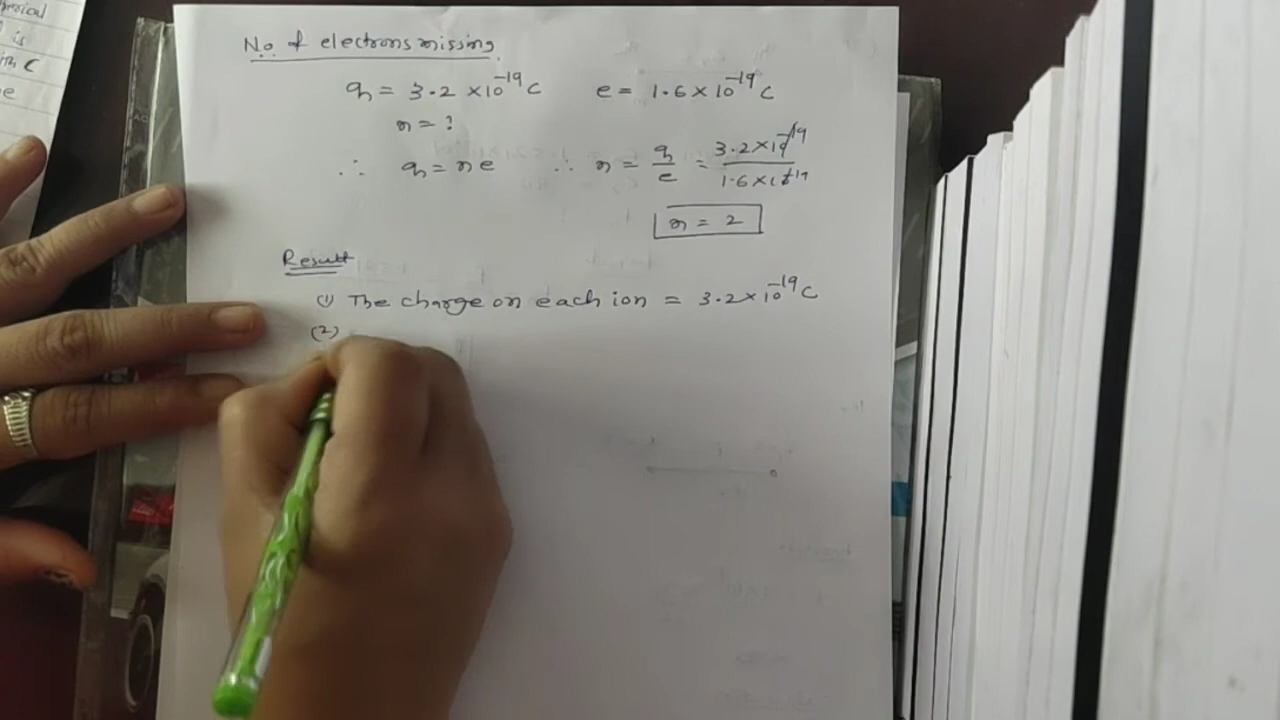 No. of electrons missing.
q = 3.2 × 10⁻¹⁹ C e = 1.6 × 10⁻¹⁹ C
n = ?
∴ q = ne ∴ n = q/e = 3.2 × 10⁻¹⁹ / 1.6 × 10⁻¹⁹
n = 2
Result
(1) The charge on each ion = 3.2 × 10⁻¹⁹ C
(2)
is